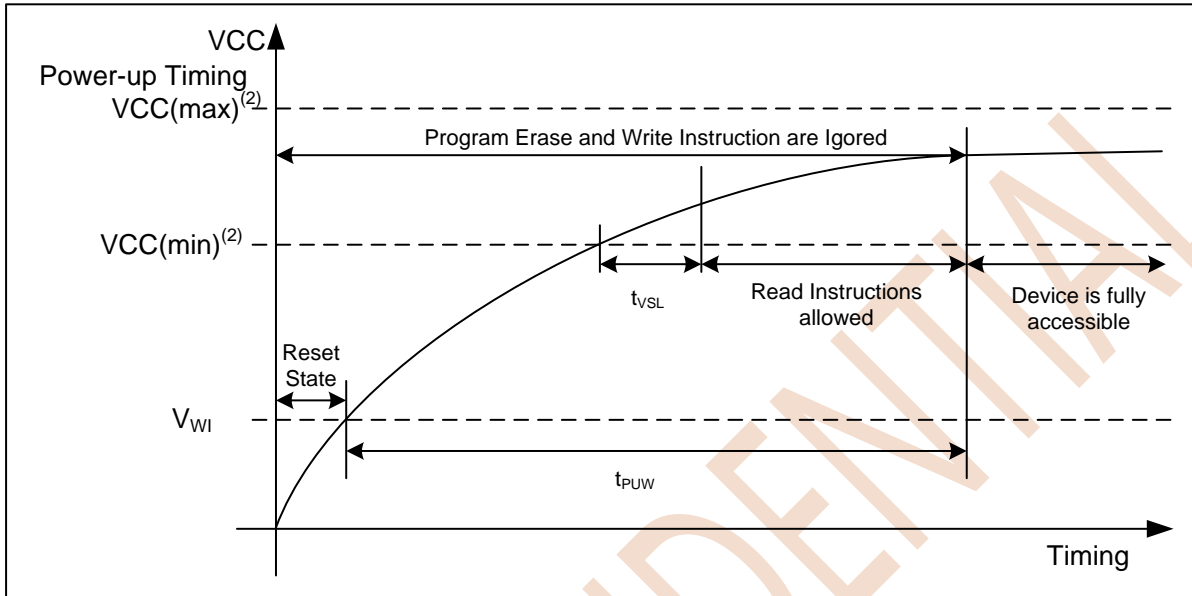 VCC
Power-up Timing
VCC(max)(2)
Program Erase and Write Instruction are Igored
VCC(min)(2)
tVSL
Read Instructions
allowed
Device is fully
accessible
Reset
State
VWI
tPUW
Timing
DENTIAL